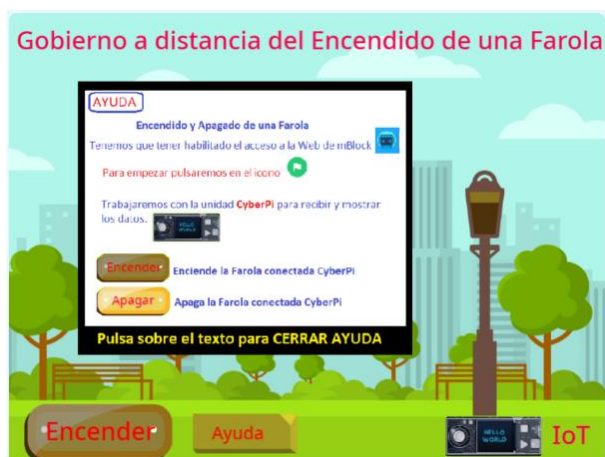 Gobierno a distancia del Encendido de una Farola
AYUDA
Encendido y Apagado de una Farola
Tenemos que tener habilitado el acceso a la Web de mBlock
Para empezar pulsaremos en el icono
Trabajaremos con la unidad CyberPi para recibir y mostrar
los datos.
HELLO
WORLD
Encender Enciende la Farola conectada CyberPi
Apagar Apaga la Farola conectada CyberPi
Pulsa sobre el texto para CERRAR AYUDA
Encender
Ayuda
HELLO
WORLD
IoT